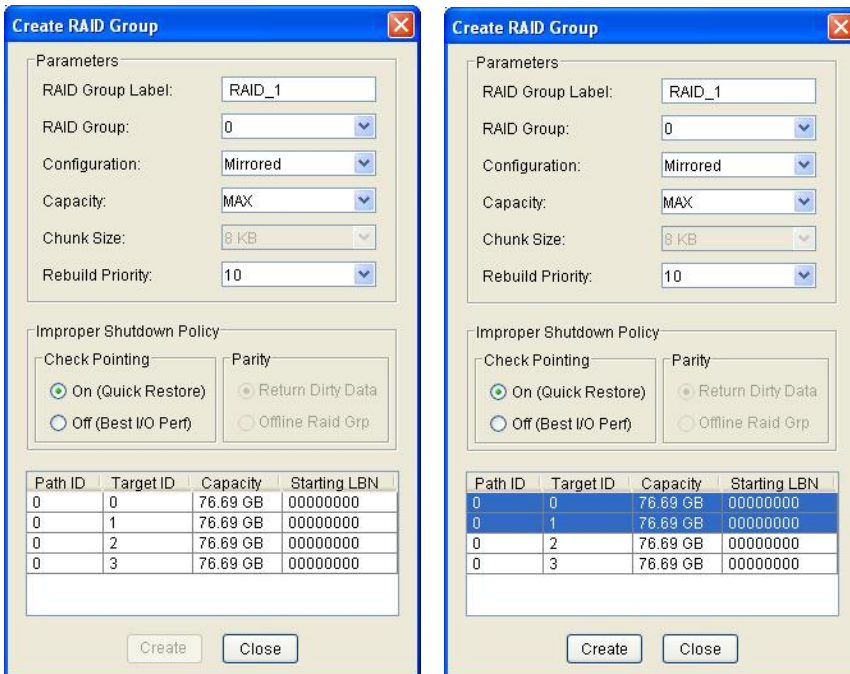 Create RAID Group
Parameters
RAID Group Label: RAID_1
RAID Group: 0
Configuration: Mirrored
Capacity: MAX
Chunk Size: 8 KB
Rebuild Priority: 10
Improper Shutdown Policy
Check Pointing Parity
On (Quick Restore) Return Dirty Data
Off (Best I/O Perf) Offline Raid Grp
Path ID Target ID Capacity Starting LBN
0 0 76.69 GB 00000000
0 1 76.69 GB 00000000
0 2 76.69 GB 00000000
0 3 76.69 GB 00000000
Create Close
Create RAID Group
Parameters
RAID Group Label: RAID_1
RAID Group: 0
Configuration: Mirrored
Capacity: MAX
Chunk Size: 8 KB
Rebuild Priority: 10
Improper Shutdown Policy
Check Pointing Parity
On (Quick Restore) Return Dirty Data
Off (Best I/O Perf) Offline Raid Grp
Path ID Target ID Capacity Starting LBN
0 0 76.69 GB 00000000
0 1 76.69 GB 00000000
0 2 76.69 GB 00000000
0 3 76.69 GB 00000000
Create Close